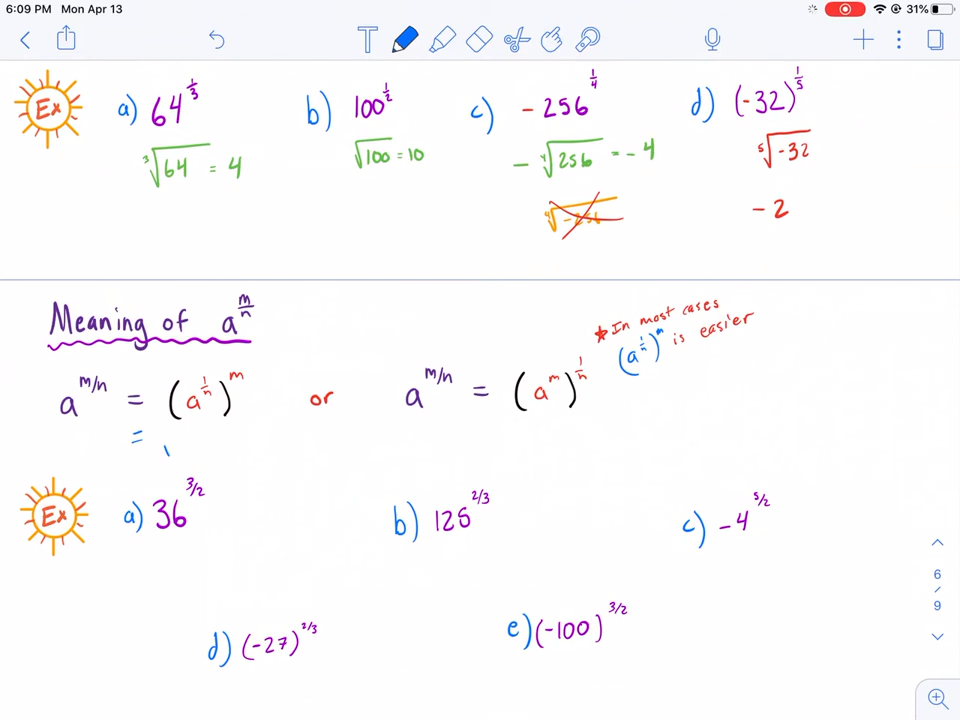 6:09 PM Mon Apr 13 31%
Ex a) 64^(1/3) b) 100^(1/2) c) -256^(1/4) d) (-32)^(1/5)
∛64 = 4 √100 = 10 -∜256 = -4 ⁵√-32
∜-256 -2
Meaning of a^(m/n)
★ In most cases
(a^(1/n))^m is easier
a^(m/n) = (a^(1/n))^m or a^(m/n) = (a^m)^(1/n)
=
Ex a) 36^(3/2) b) 125^(2/3) c) -4^(5/2)
d) (-27)^(2/3) e) (-100)^(3/2)
6
/
9